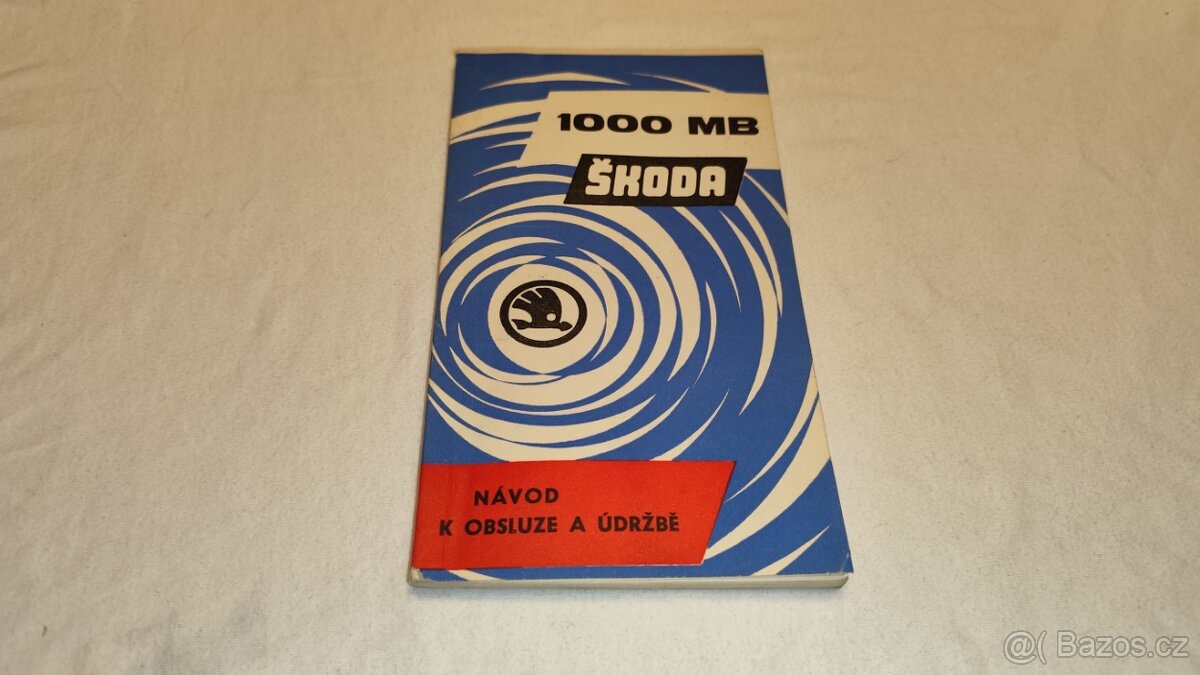 1000 MB
ŠKODA
NÁVOD
K OBSLUZE A ÚDRŽBĚ
@( Bazos.cz